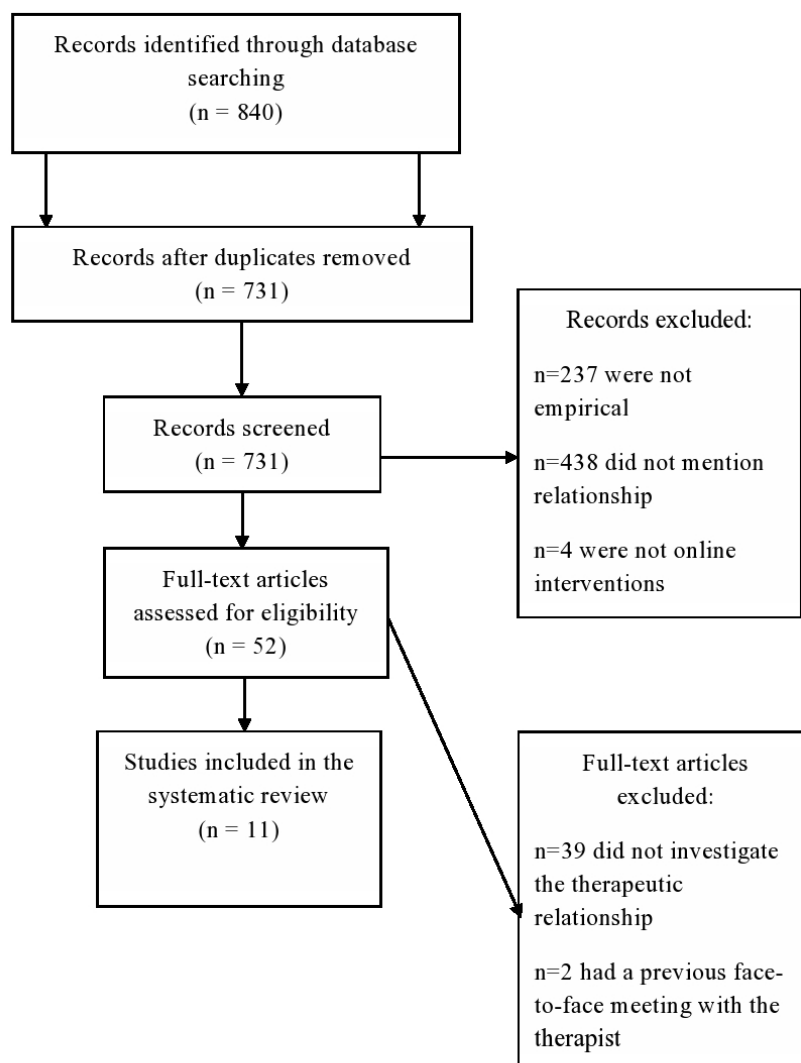 Records identified through database
searching
(n = 840)
Records after duplicates removed
(n = 731)
Records screened
(n = 731)
Records excluded:
n=237 were not
empirical
n=438 did not mention
relationship
n=4 were not online
interventions
Full-text articles
assessed for eligibility
(n = 52)
Studies included in the
systematic review
(n = 11)
Full-text articles
excluded:
n=39 did not investigate
the therapeutic
relationship
n=2 had a previous face-
to-face meeting with the
therapist